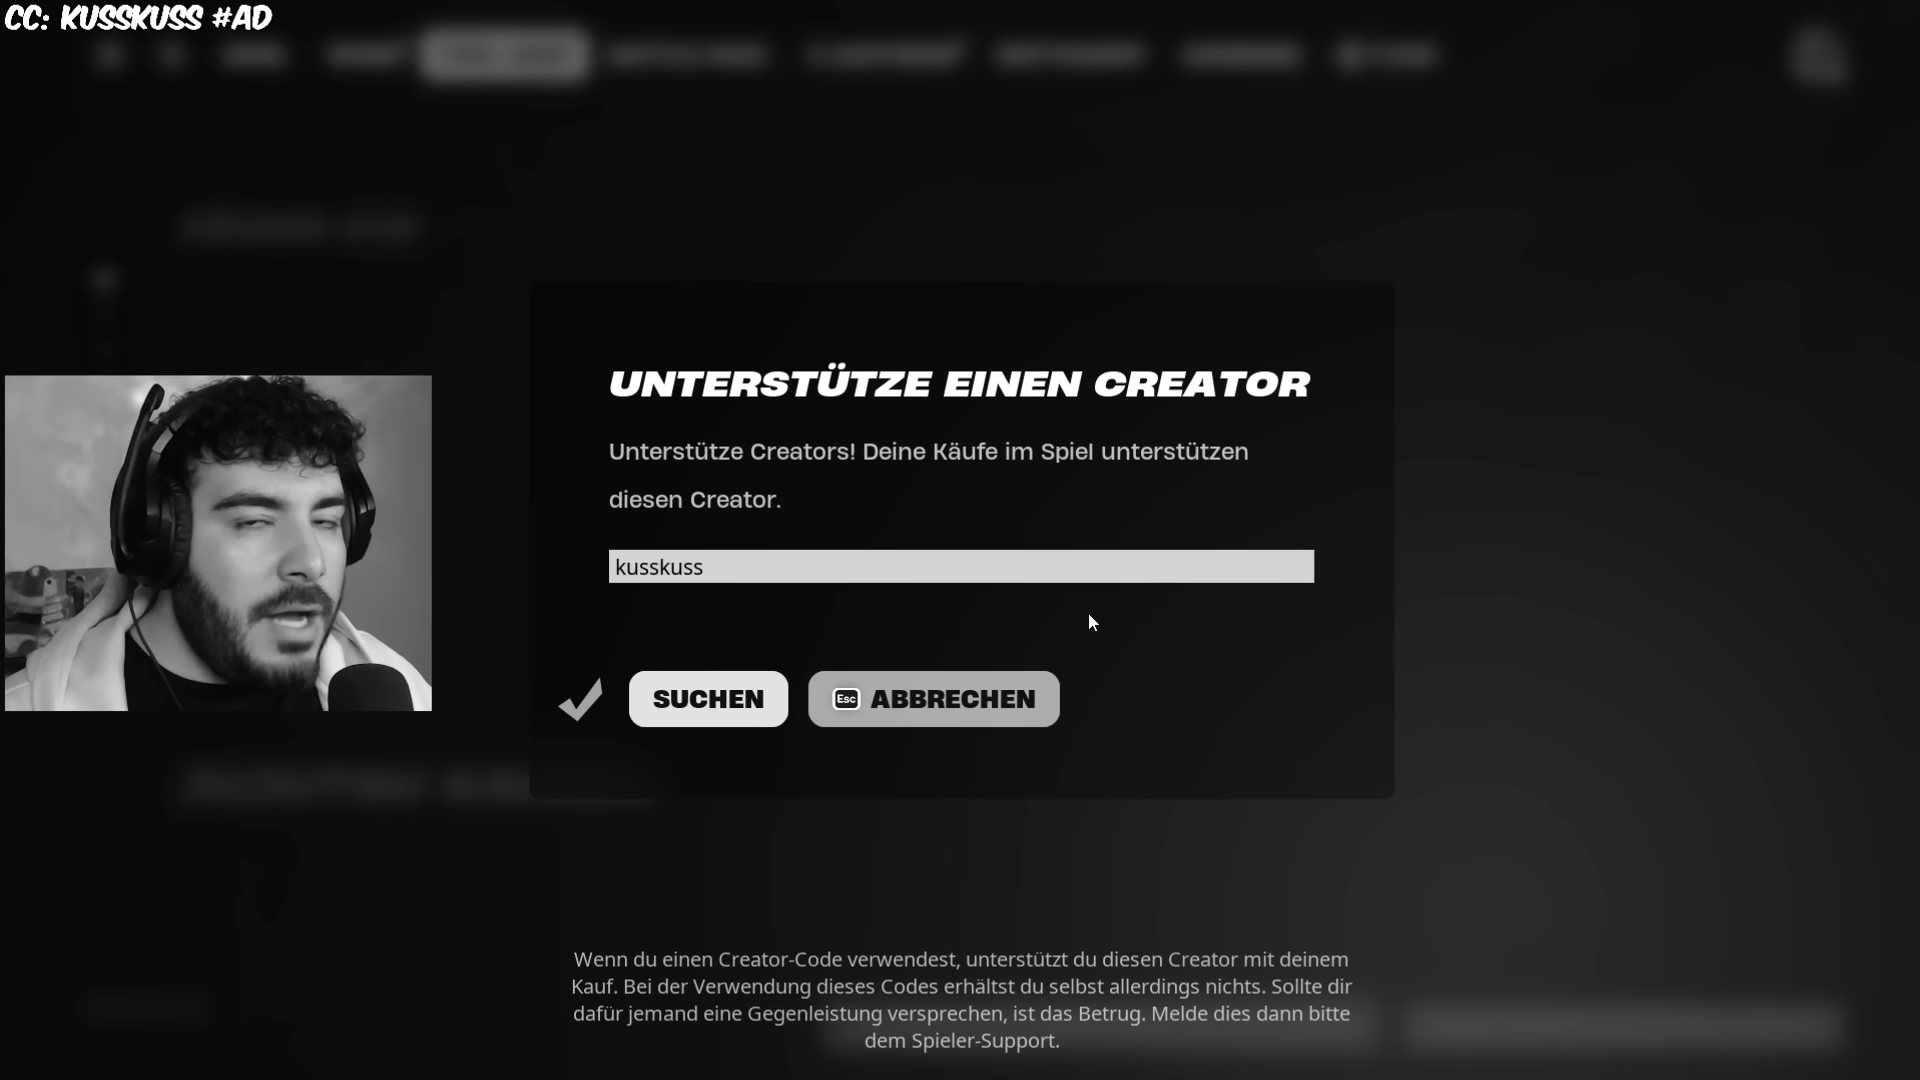 CC: KUSSKUSS #AD
UNTERSTÜTZE EINEN CREATOR
Unterstütze Creators! Deine Käufe im Spiel unterstützen
diesen Creator.
kusskuss
SUCHEN
Esc ABBRECHEN
Wenn du einen Creator-Code verwendest, unterstützt du diesen Creator mit deinem
Kauf. Bei der Verwendung dieses Codes erhältst du selbst allerdings nichts. Sollte dir
dafür jemand eine Gegenleistung versprechen, ist das Betrug. Melde dies dann bitte
dem Spieler-Support.